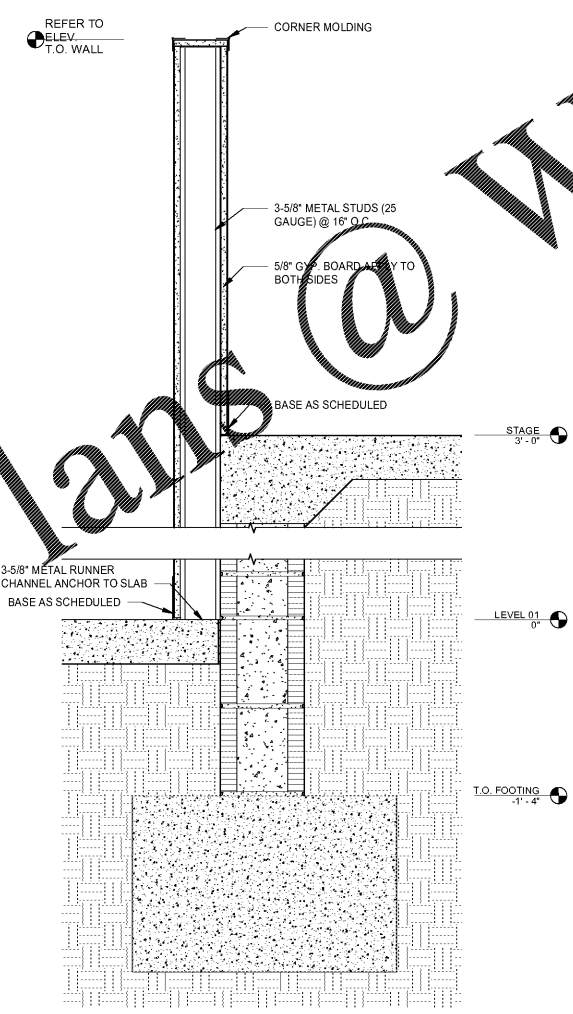 REFER TO
ELEV.
T.O. WALL
CORNER MOLDING
3-5/8" METAL STUDS (25
GAUGE) @ 16" O.C.
5/8" GYP. BOARD APPLY TO
BOTH SIDES
BASE AS SCHEDULED
STAGE
3' - 0"
3-5/8" METAL RUNNER
CHANNEL ANCHOR TO SLAB
BASE AS SCHEDULED
LEVEL 01
0"
T.O. FOOTING
-1' - 4"
lans @ w